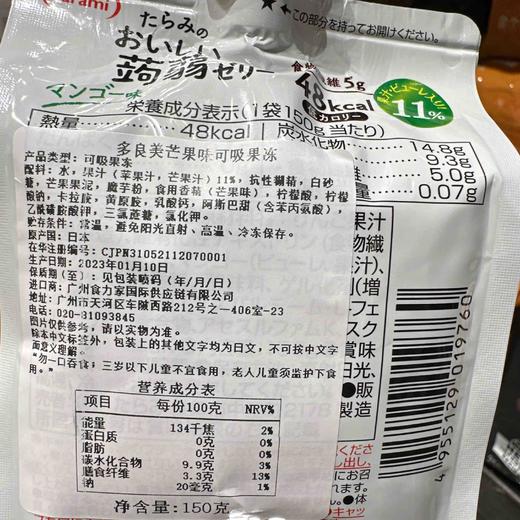 Tarami
たらみの
おいしい
蒟蒻ゼリー
マンゴー味
★←この部分を持ってお開けください
食物繊維5g
48kcal
果汁・ピューレ入り!
11%
栄養成分表示(1袋150g当たり)
熱量 48kcal 炭水化物 14.8g
9.3g
5.0g
0.07g
多良美芒果味可吸果冻
产品类型: 可吸果冻
配料: 水, 果汁 (苹果汁, 芒果汁) 11%, 抗性糊精, 白砂
糖, 芒果果泥, 魔芋粉, 食用香精 (芒果味), 柠檬酸, 柠檬
酸钠, 卡拉胶, 黄原胶, 乳酸钙, 阿斯巴甜 (含苯丙氨酸),
乙酰磺胺酸钾, 三氯蔗糖, 氯化钾。
贮存条件: 常温, 避免阳光直射、高温、冷冻保存。
原产国: 日本
在华注册编号: CJPN31052112070001
生产日期: 2023年01月10日
保质期 (至): 见包装喷码 (年/月/日)
进口商: 广州食力家国际供应链有限公司
地址: 广州市天河区车陂西路212号之一406室-23
电话: 020-31093845
图片仅供参考, 请以实物为准。
除本中文标签外, 包装上的其他文字均为日文, 不可按中文字
面意义理解。
“勿一口吞食; 三岁以下儿童不宜食用, 老人儿童须监护下食
用。”
营养成分表
项目 每份100克 NRV%
能量 134千焦 2%
蛋白质 0克 0%
脂肪 0克 0%
碳水化合物 9.9克 3%
膳食纤维 3.3克 13%
钠 20毫克 1%
净含量: 150克
4 955129 019760